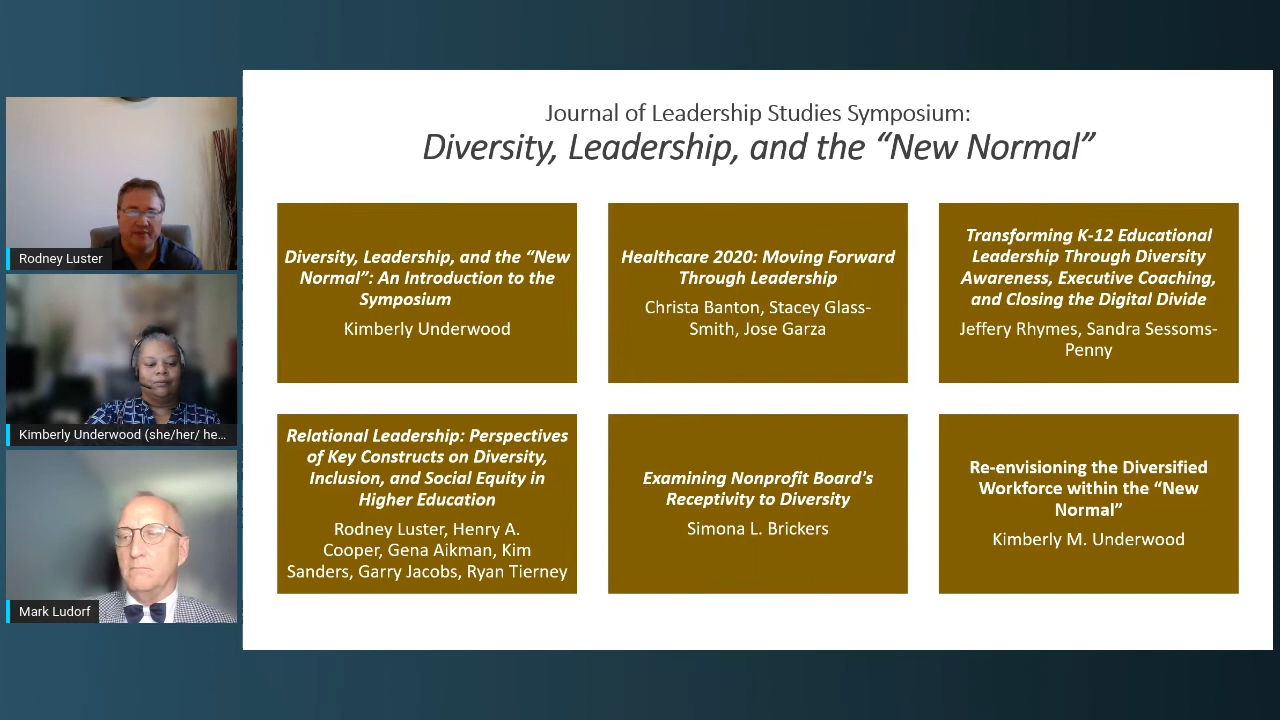 Rodney Luster
Kimberly Underwood (she/her/ he...
Mark Ludorf
Journal of Leadership Studies Symposium:
Diversity, Leadership, and the “New Normal”
Diversity, Leadership, and the “New
Normal”: An Introduction to the
Symposium
Kimberly Underwood
Healthcare 2020: Moving Forward
Through Leadership
Christa Banton, Stacey Glass-
Smith, Jose Garza
Transforming K-12 Educational
Leadership Through Diversity
Awareness, Executive Coaching,
and Closing the Digital Divide
Jeffery Rhymes, Sandra Sessoms-
Penny
Relational Leadership: Perspectives
of Key Constructs on Diversity,
Inclusion, and Social Equity in
Higher Education
Rodney Luster, Henry A.
Cooper, Gena Aikman, Kim
Sanders, Garry Jacobs, Ryan Tierney
Examining Nonprofit Board's
Receptivity to Diversity
Simona L. Brickers
Re-envisioning the Diversified
Workforce within the “New
Normal”
Kimberly M. Underwood